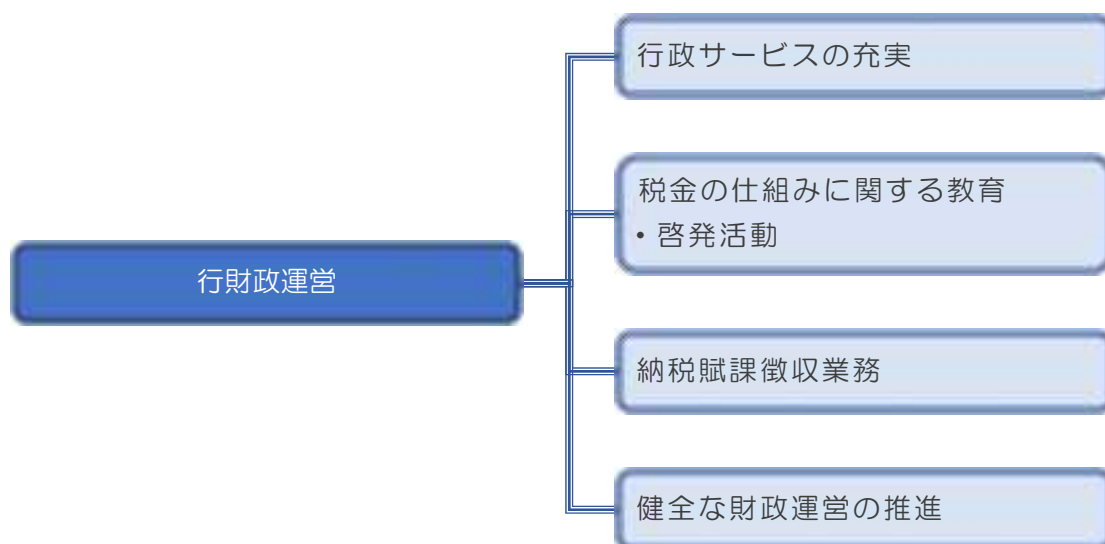 行政サービスの充実
税金の仕組みに関する教育
・啓発活動
行財政運営
納税賦課徴収業務
健全な財政運営の推進